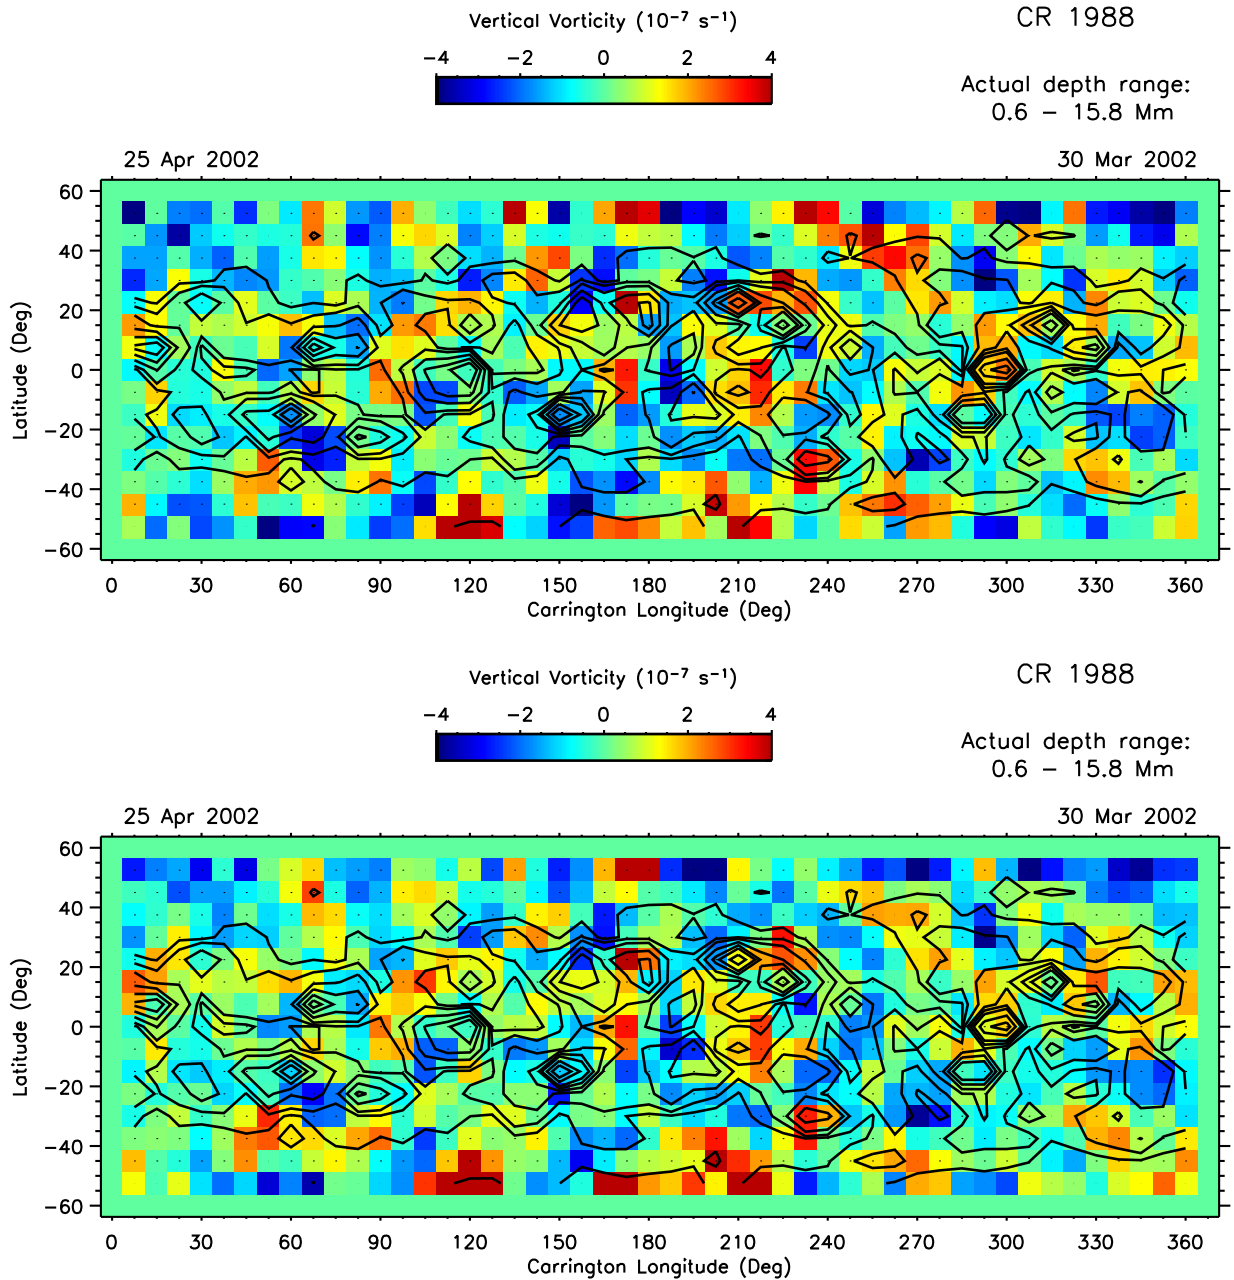 Vertical Vorticity (10⁻⁷ s⁻¹)
CR 1988
−4 −2 0 2 4
Actual depth range:
0.6 − 15.8 Mm
25 Apr 2002
30 Mar 2002
60
40
20
0
−20
−40
−60
Latitude (Deg)
0 30 60 90 120 150 180 210 240 270 300 330 360
Carrington Longitude (Deg)
Vertical Vorticity (10⁻⁷ s⁻¹)
CR 1988
−4 −2 0 2 4
Actual depth range:
0.6 − 15.8 Mm
25 Apr 2002
30 Mar 2002
60
40
20
0
−20
−40
−60
Latitude (Deg)
0 30 60 90 120 150 180 210 240 270 300 330 360
Carrington Longitude (Deg)